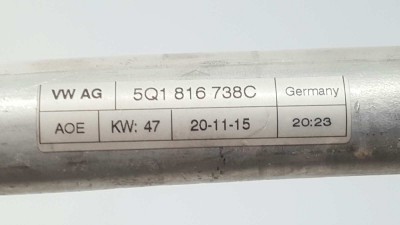 VW AG 5Q1 816 738C Germany
AOE KW: 47 20-11-15 20:23